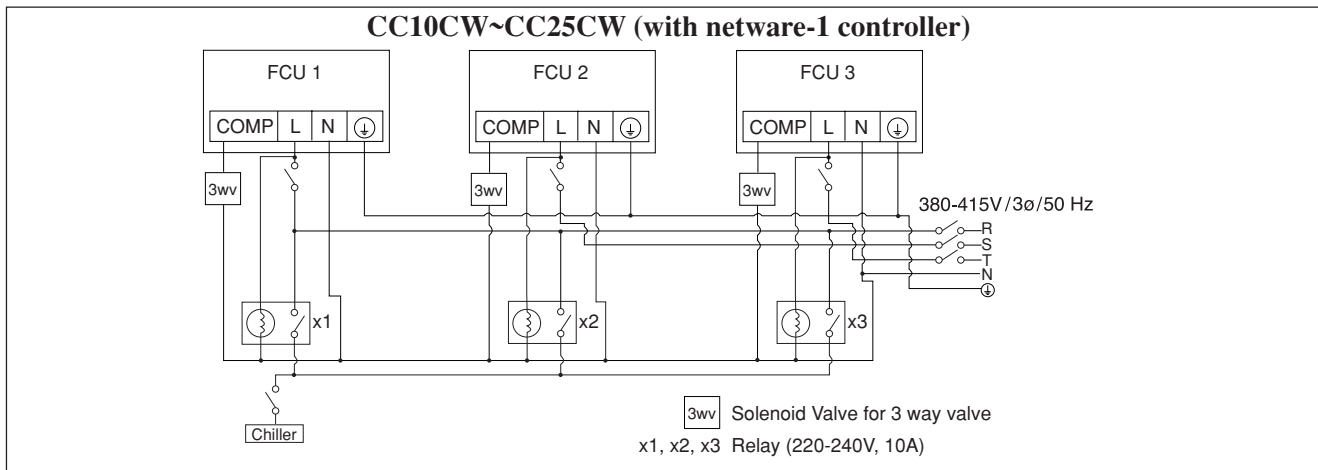 CC10CW~CC25CW (with netware-1 controller)
FCU 1
FCU 2
FCU 3
COMP L N
COMP L N
COMP L N
3wv
3wv
3wv
380-415V/3ø/50 Hz
R
S
T
N
x1
x2
x3
Chiller
3wv Solenoid Valve for 3 way valve
x1, x2, x3 Relay (220-240V, 10A)